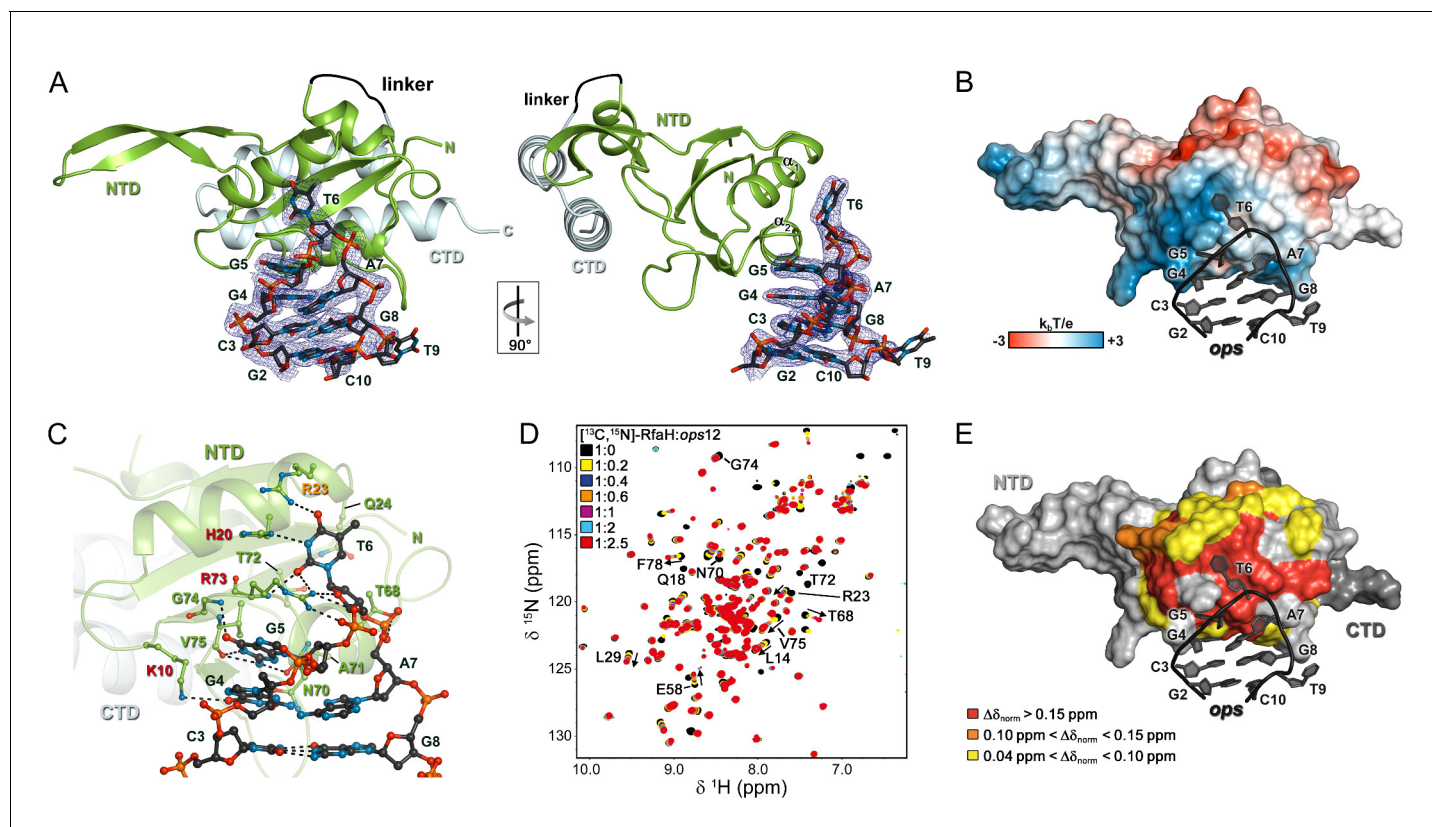 A
linker
NTD
N
T6
C
CTD
G5
A7
G4
G8
C3
T9
G2
C10
90°
linker
NTD
N
α1
T6
α2
CTD
G5
G4
A7
C3
G8
T9
G2
C10
B
T6
G5
A7
G4
G8
C3
G2
T9
C10
ops
kbT/e
-3
+3
C
NTD
R23
Q24
H20
N
T72
T6
R73
T68
G74
G5
V75
A71
A7
K10
G4
N70
CTD
C3
G8
D
[13C,15N]-RfaH:ops12
1:0
1:0.2
1:0.4
1:0.6
1:1
1:2
1:2.5
G74
F78
Q18
N70
T72
R23
T68
V75
L29
L14
E58
110
115
120
125
130
δ 15N (ppm)
10.0
9.0
8.0
7.0
δ 1H (ppm)
E
NTD
T6
G5
A7
CTD
G4
G8
C3
G2
T9
C10
ops
Δδnorm > 0.15 ppm
0.10 ppm < Δδnorm < 0.15 ppm
0.04 ppm < Δδnorm < 0.10 ppm